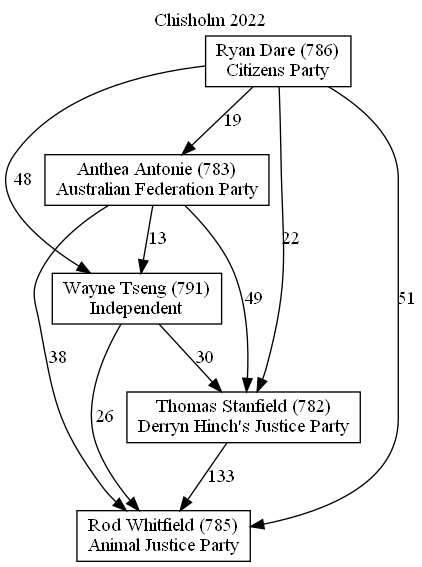 Chisholm 2022
Ryan Dare (786)
Citizens Party
19
Anthea Antonie (783)
Australian Federation Party
48
13
22
49
51
Wayne Tseng (791)
Independent
38
30
26
Thomas Stanfield (782)
Derryn Hinch's Justice Party
133
Rod Whitfield (785)
Animal Justice Party